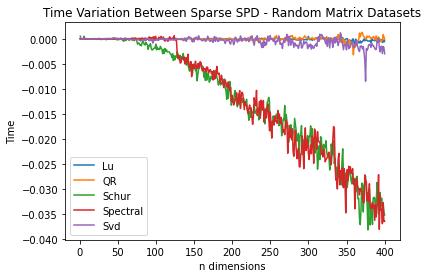 Time Variation Between Sparse SPD - Random Matrix Datasets
0.000
−0.005
−0.010
−0.015
−0.020
−0.025
−0.030
−0.035
−0.040
Time
Lu
QR
Schur
Spectral
Svd
0 50 100 150 200 250 300 350 400
n dimensions